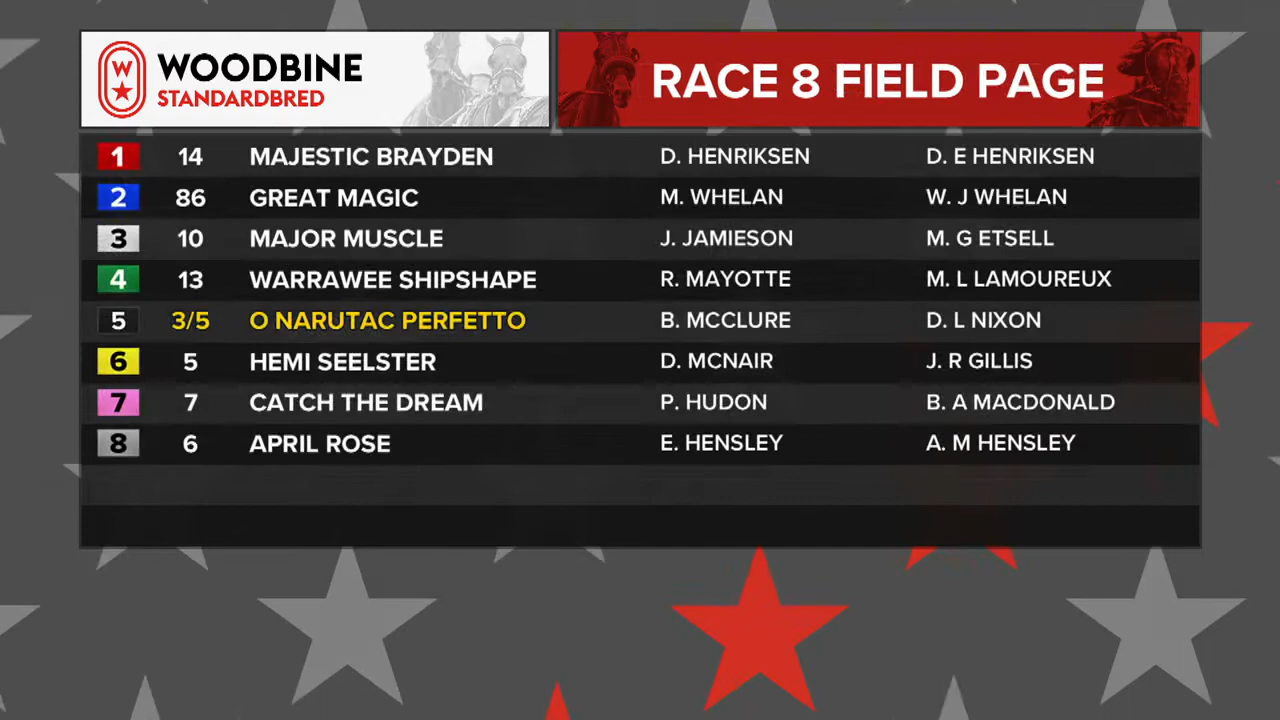 W
WOODBINE
STANDARDBRED
RACE 8 FIELD PAGE
1 14 MAJESTIC BRAYDEN D. HENRIKSEN D. E HENRIKSEN
2 86 GREAT MAGIC M. WHELAN W. J WHELAN
3 10 MAJOR MUSCLE J. JAMIESON M. G ETSELL
4 13 WARRAWEE SHIPSHAPE R. MAYOTTE M. L LAMOUREUX
5 3/5 O NARUTAC PERFETTO B. MCCLURE D. L NIXON
6 5 HEMI SEELSTER D. MCNAIR J. R GILLIS
7 7 CATCH THE DREAM P. HUDON B. A MACDONALD
8 6 APRIL ROSE E. HENSLEY A. M HENSLEY